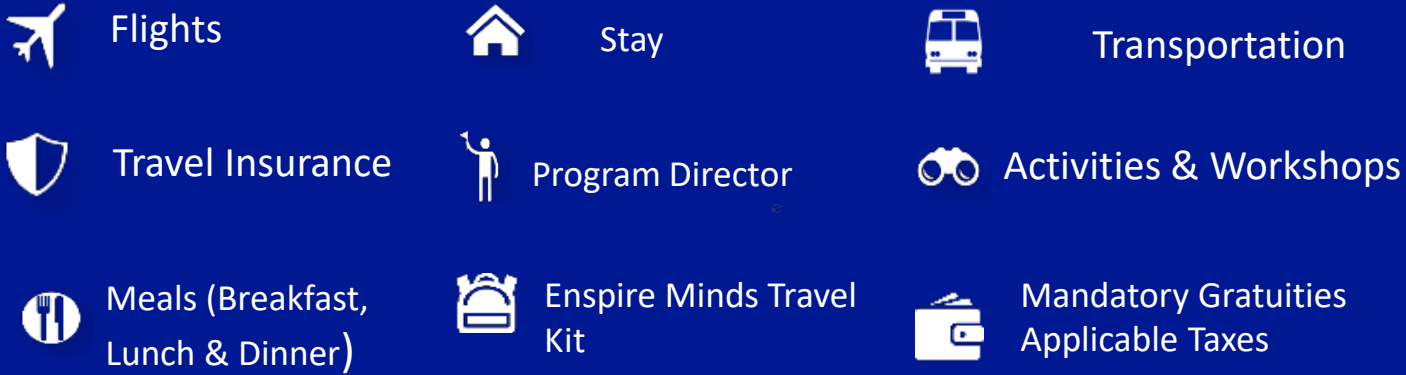 Flights
Stay
Transportation
Travel Insurance
Program Director
Activities & Workshops
Meals (Breakfast,
Lunch & Dinner)
Enspire Minds Travel
Kit
Mandatory Gratuities
Applicable Taxes